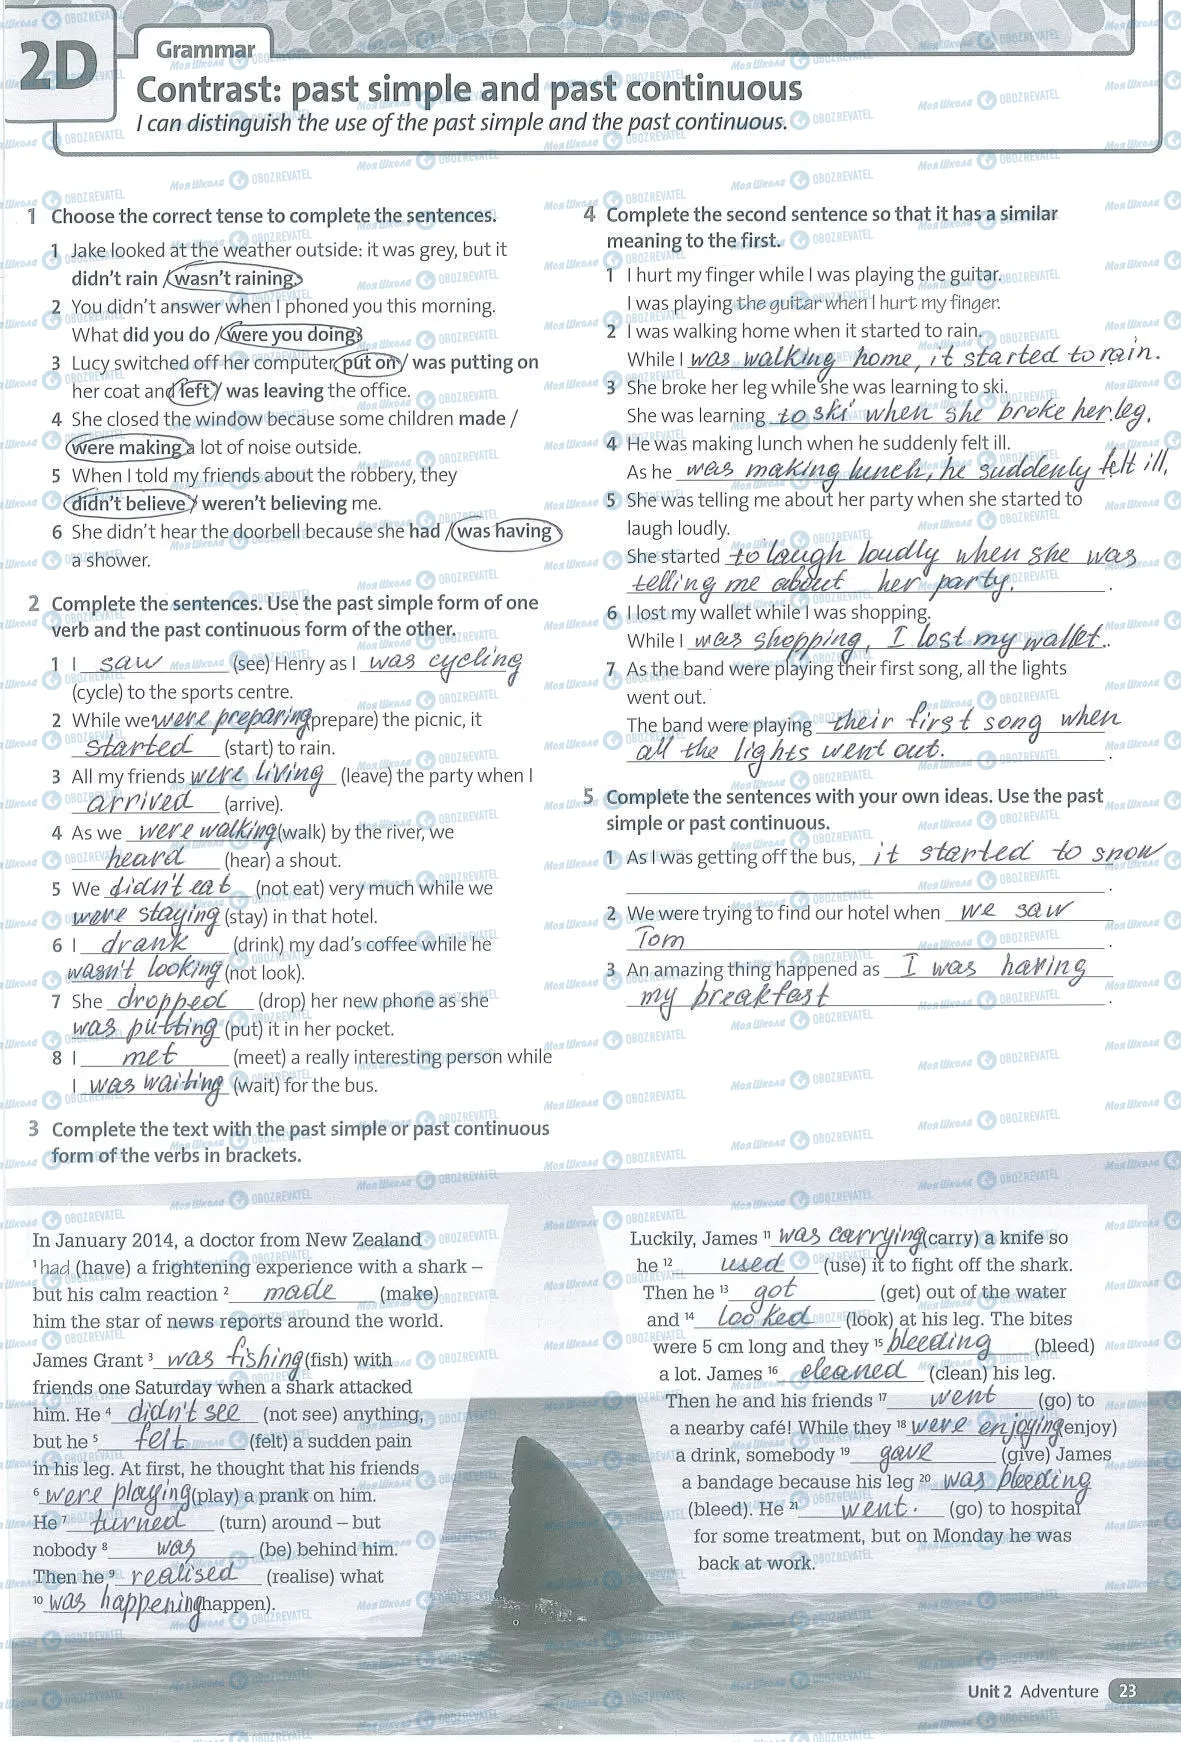 2D
Grammar
Contrast: past simple and past continuous
I can distinguish the use of the past simple and the past continuous.
1 Choose the correct tense to complete the sentences.
1 Jake looked at the weather outside: it was grey, but it
didn't rain / wasn't raining.
2 You didn't answer when I phoned you this morning.
What did you do / were you doing?
3 Lucy switched off her computer, put on / was putting on
her coat and left / was leaving the office.
4 She closed the window because some children made /
were making a lot of noise outside.
5 When I told my friends about the robbery, they
didn't believe / weren't believing me.
6 She didn't hear the doorbell because she had / was having
a shower.
2 Complete the sentences. Use the past simple form of one
verb and the past continuous form of the other.
1 I saw (see) Henry as I was cycling
(cycle) to the sports centre.
2 While we were preparing (prepare) the picnic, it
started (start) to rain.
3 All my friends were living (leave) the party when I
arrived (arrive).
4 As we were walking (walk) by the river, we
heard (hear) a shout.
5 We didn't eat (not eat) very much while we
were staying (stay) in that hotel.
6 I drank (drink) my dad's coffee while he
wasn't looking (not look).
7 She dropped (drop) her new phone as she
was putting (put) it in her pocket.
8 I met (meet) a really interesting person while
I was waiting (wait) for the bus.
3 Complete the text with the past simple or past continuous
form of the verbs in brackets.
In January 2014, a doctor from New Zealand
1 had (have) a frightening experience with a shark –
but his calm reaction 2 made (make)
him the star of news reports around the world.
James Grant 3 was fishing (fish) with
friends one Saturday when a shark attacked
him. He 4 didn't see (not see) anything,
but he 5 felt (felt) a sudden pain
in his leg. At first, he thought that his friends
6 were playing (play) a prank on him.
He 7 turned (turn) around – but
nobody 8 was (be) behind him.
Then he 9 realised (realise) what
10 was happening (happen).
Luckily, James 11 was carrying (carry) a knife so
he 12 used (use) it to fight off the shark.
Then he 13 got (get) out of the water
and 14 looked (look) at his leg. The bites
were 5 cm long and they 15 bleeding (bleed)
a lot. James 16 cleaned (clean) his leg.
Then he and his friends 17 went (go) to
a nearby café! While they 18 were enjoying (enjoy)
a drink, somebody 19 gave (give) James
a bandage because his leg 20 was bleeding
(bleed). He 21 went. (go) to hospital
for some treatment, but on Monday he was
back at work.
4 Complete the second sentence so that it has a similar
meaning to the first.
1 I hurt my finger while I was playing the guitar.
I was playing the guitar when I hurt my finger.
2 I was walking home when it started to rain.
While I was walking home, it started to rain.
3 She broke her leg while she was learning to ski.
She was learning to ski when she broke her leg.
4 He was making lunch when he suddenly felt ill.
As he was making lunch, he suddenly felt ill.
5 She was telling me about her party when she started to
laugh loudly.
She started to laugh loudly when she was
telling me about her party.
6 I lost my wallet while I was shopping.
While I was shopping, I lost my wallet.
7 As the band were playing their first song, all the lights
went out.
The band were playing their first song when
all the lights went out.
5 Complete the sentences with your own ideas. Use the past
simple or past continuous.
1 As I was getting off the bus, it started to snow
2 We were trying to find our hotel when we saw
Tom
3 An amazing thing happened as I was having
my breakfast
Unit 2 Adventure 23
Моя Школа OBOZREVATEL